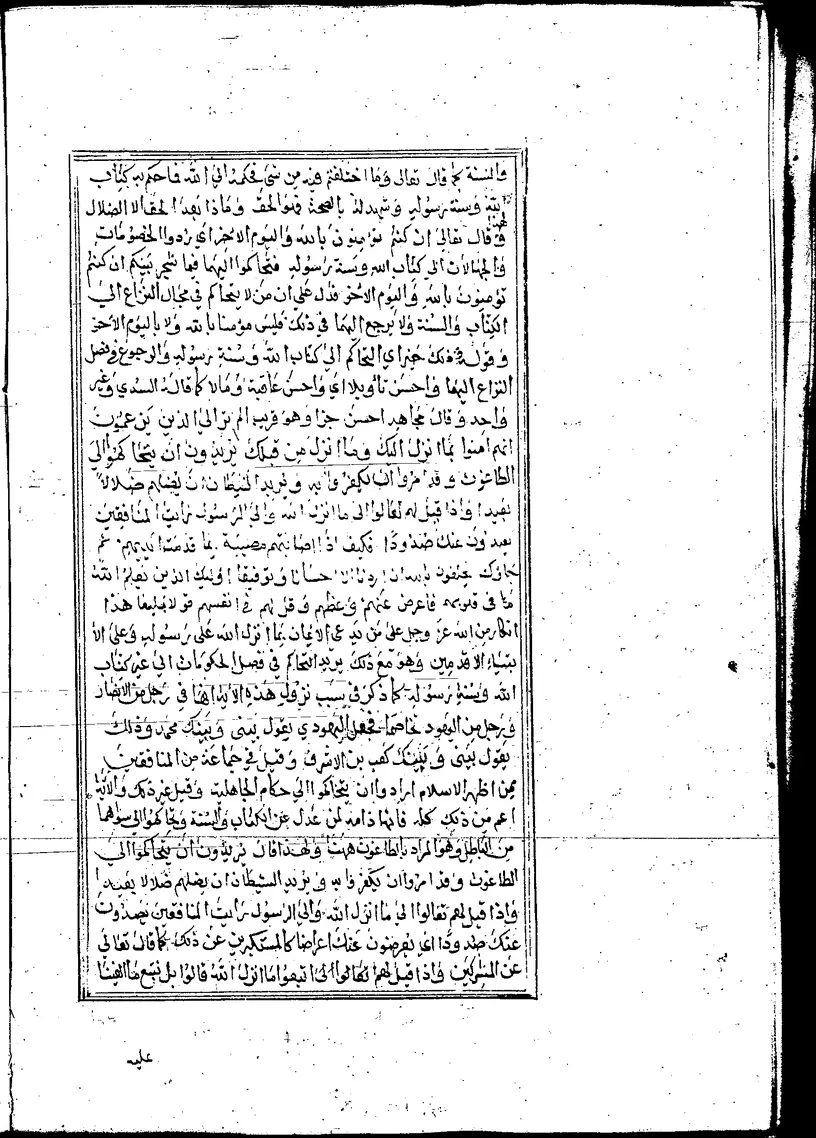 والسنة كما قال تعالى وما اختلفتم فيه من شئ فحكمه الى الله فما حكم به كتاب
الله وسنة رسوله وشهد له بالصحة فهو الحق وماذا بعد الحق الا الضلال
ولهذا قال تعالى ان كنتم تؤمنون بالله واليوم الاخر اي ردوا الخصومات
والجهالات الى كتاب الله وسنة رسوله فتحاكموا اليهما فيما شجر بينكم ان كنتم
تؤمنون بالله واليوم الاخر فدل على ان من لا يتحاكم في مجال النزاع الى
الكتاب والسنة ولا يرجع اليهما في ذلك فليس مؤمنا بالله ولا باليوم الاخر
وقوله ذلك خير اي التحاكم الى كتاب الله وسنة رسوله والرجوع في فصل
النزاع اليهما واحسن تاويلا اي واحسن عاقبة ومالا كما قاله السدي وغير
واحد وقال مجاهد احسن جزا وهو قريب الم تر الى الذين يزعمون
انهم امنوا بما انزل اليك وما انزل من قبلك يريدون ان يتحاكموا الى
الطاغوت وقد امروا ان يكفروا به ويريد الشيطان ان يضلهم ضلالا
بعيدا واذا قيل لهم تعالوا الى ما انزل الله والى الرسول رايت المنافقين
يصدون عنك صدودا فكيف اذا اصابتهم مصيبة بما قدمت ايديهم ثم
جاوك يحلفون بالله ان اردنا الا احسانا وتوفيقا اوليك الذين يعلم الله
ما في قلوبهم فاعرض عنهم وعظهم وقل لهم في انفسهم قولا بليغا هذا
انكار من الله عز وجل على من يدعي الايمان بما انزل الله على رسوله وعلى الا
نبياء الاقدمين وهو مع ذلك يريد التحاكم في فصل الحكومات الى غير كتاب
الله وسنة رسوله كما ذكر في سبب نزول هذه الاية انها في رجل من الانصار
ورجل من اليهود تخاصما فجعل اليهودي يقول بيني وبينك محمد وذلك
يقول بيني وبينك كعب بن الاشرف وقيل في جماعة من المنافقين
ممن اظهر الاسلام ارادوا ان يتحاكموا الى حكام الجاهلية وقيل غير ذلك والاية
اعم من ذلك كله فانها ذامة لمن عدل عن الكتاب والسنة وتحاكموا الى سواهما
من الباطل وهو المراد بالطاغوت ههنا ولهذا قال يريدون ان يتحاكموا الى
الطاغوت وقد امروا ان يكفروا به ويريد الشيطان ان يضلهم ضلالا بعيدا
واذا قيل لهم تعالوا الى ما انزل الله والى الرسول رايت المنافقين يصدون
عنك صدودا اي يعرضون عنك اعراضا كالمستكبرين عن ذلك كما قال تعالى
عن المشركين واذا قيل لهم تعالوا الى اتبعوا ما انزل الله قالوا بل نتبع ما الفينا
عليه